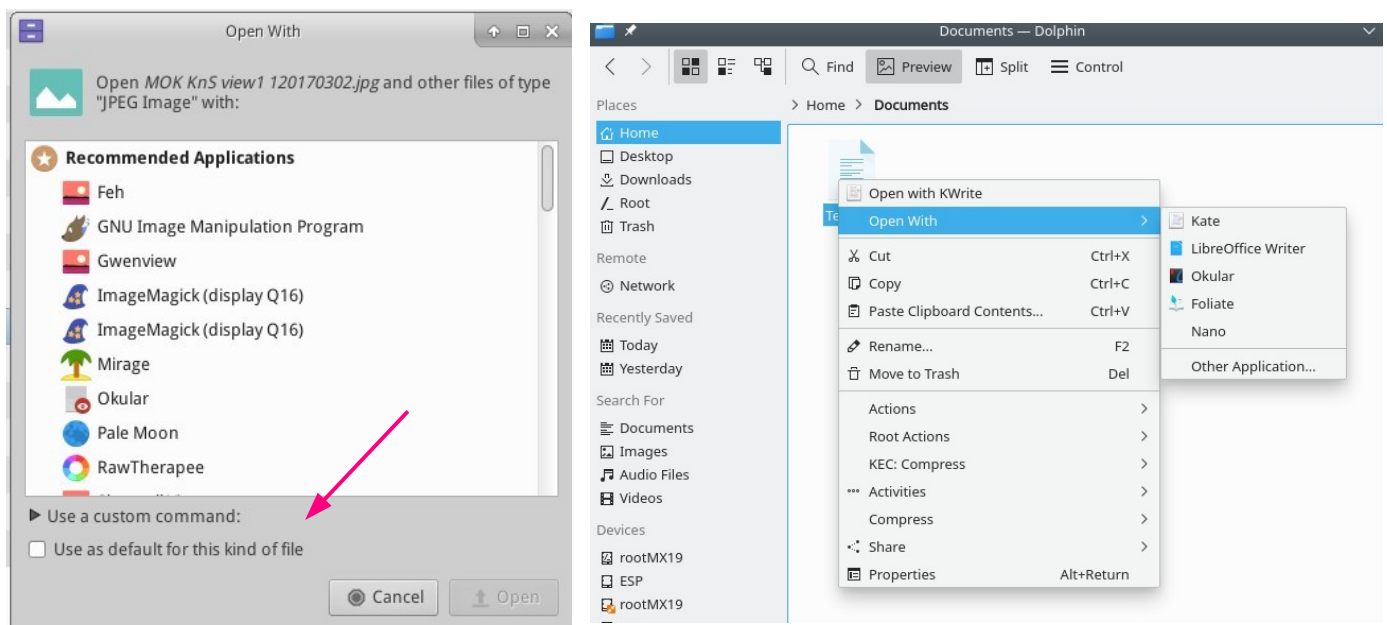 Open With
Open MOK KnS view1 120170302.jpg and other files of type
"JPEG Image" with:
Recommended Applications
Feh
GNU Image Manipulation Program
Gwenview
ImageMagick (display Q16)
ImageMagick (display Q16)
Mirage
Okular
Pale Moon
RawTherapee
Use a custom command:
Use as default for this kind of file
Cancel
Open
Documents — Dolphin
Find
Preview
Split
Control
Places
Home
Desktop
Downloads
Root
Trash
Remote
Network
Recently Saved
Today
Yesterday
Search For
Documents
Images
Audio Files
Videos
Devices
rootMX19
ESP
rootMX19
> Home > Documents
Te
Open with KWrite
Open With
Cut Ctrl+X
Copy Ctrl+C
Paste Clipboard Contents... Ctrl+V
Rename... F2
Move to Trash Del
Actions
Root Actions
KEC: Compress
Activities
Compress
Share
Properties Alt+Return
Kate
LibreOffice Writer
Okular
Foliate
Nano
Other Application...